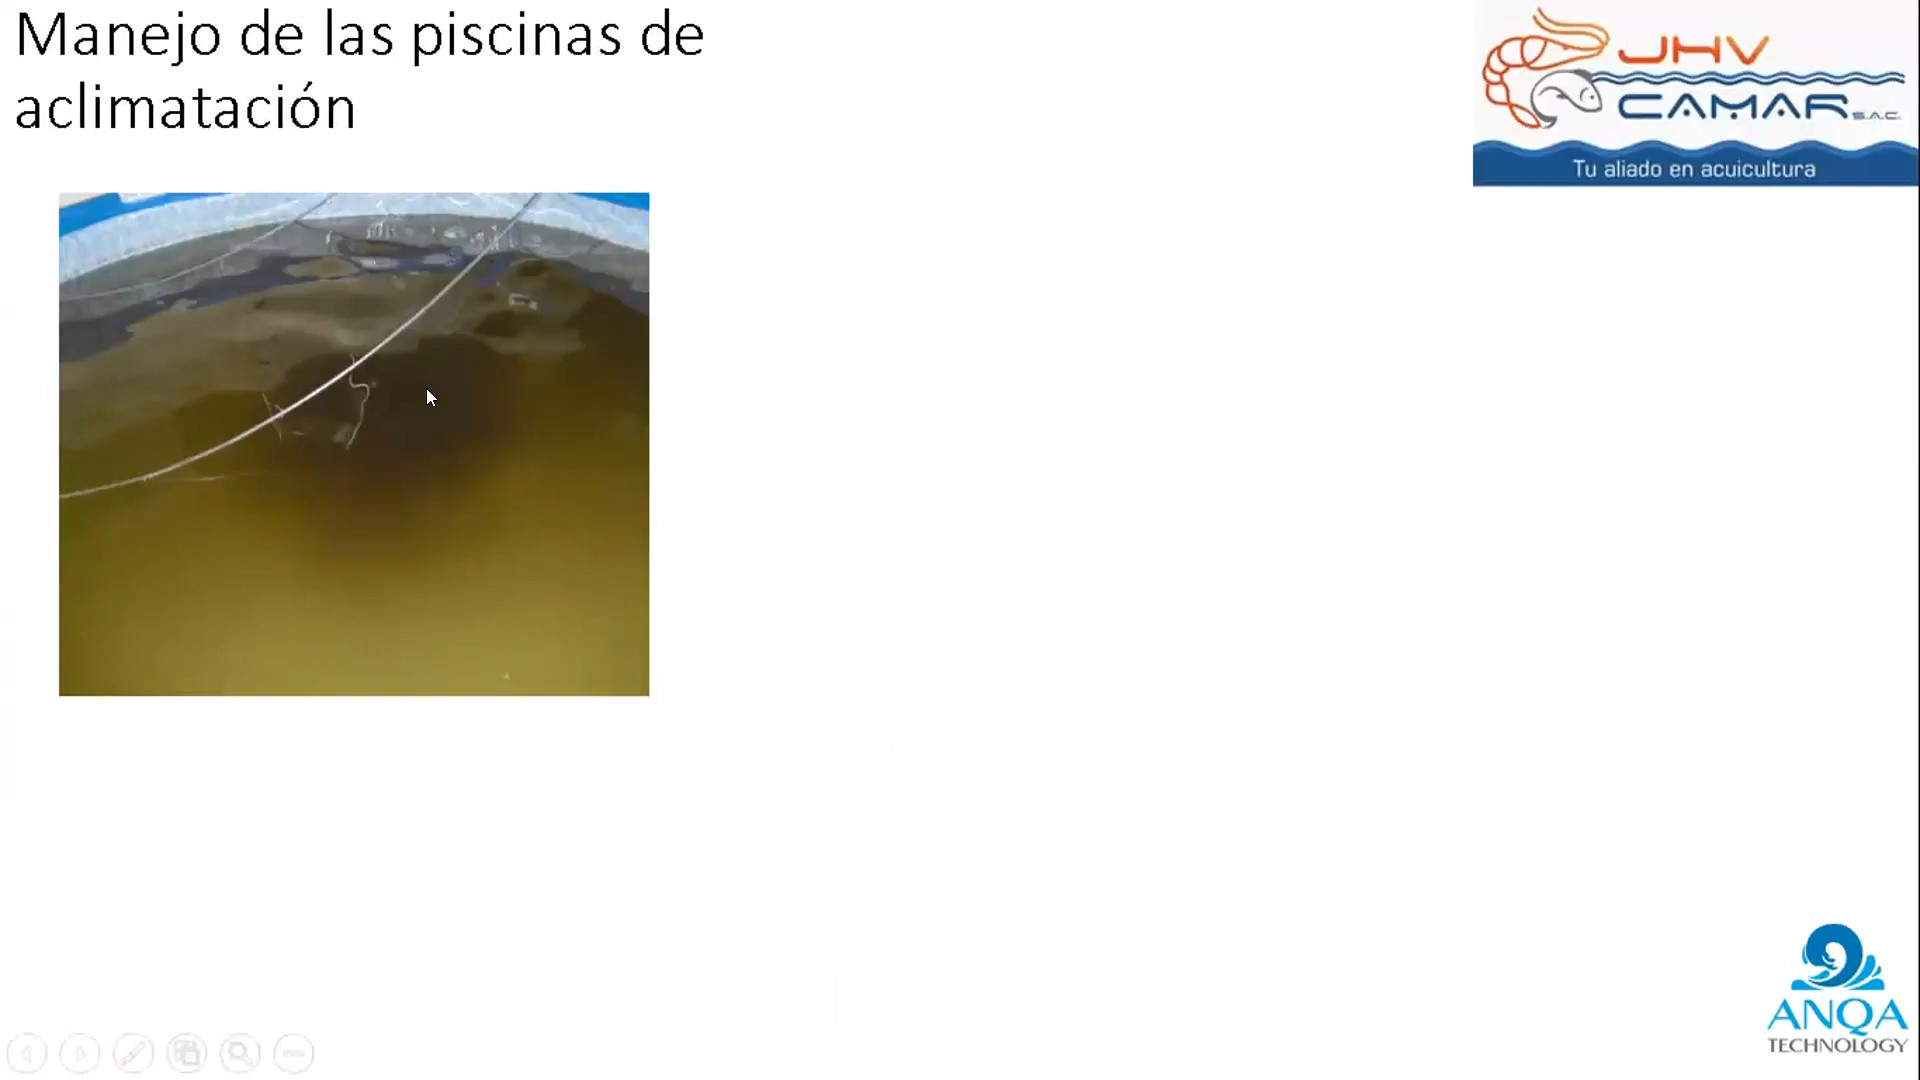 Manejo de las piscinas de
aclimatación
JHV
CAMAR S.A.C.
Tu aliado en acuicultura
ANQA
TECHNOLOGY